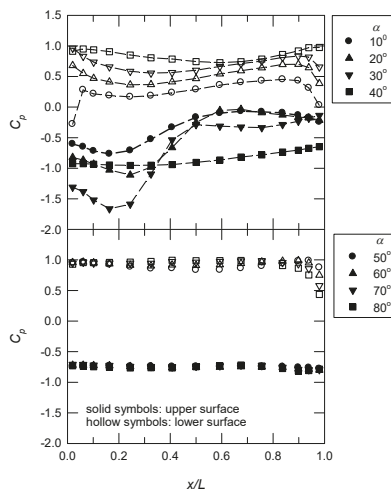 1.5
1.0
0.5
0.0
-0.5
-1.0
-1.5
-2.0
Cp
α
10°
20°
30°
40°
1.0
0.5
0.0
-0.5
-1.0
-1.5
-2.0
Cp
α
50°
60°
70°
80°
solid symbols: upper surface
hollow symbols: lower surface
0.0 0.2 0.4 0.6 0.8 1.0
x/L